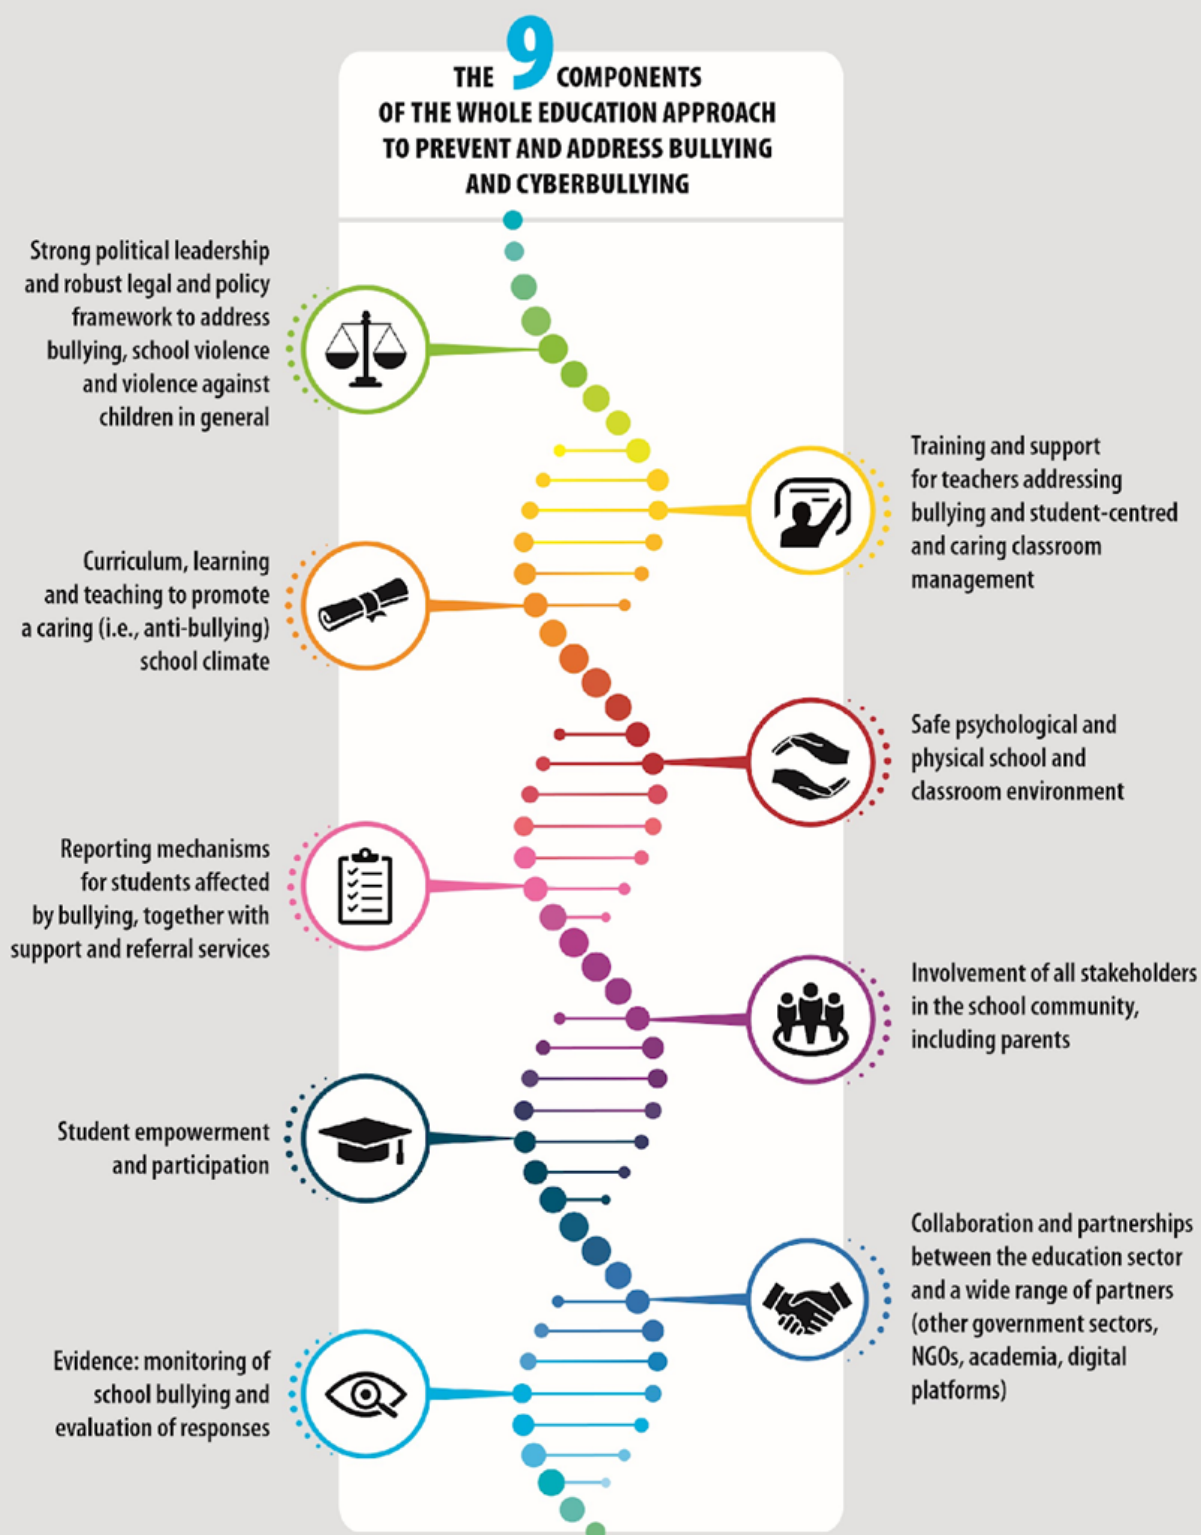 THE 9 COMPONENTS
OF THE WHOLE EDUCATION APPROACH
TO PREVENT AND ADDRESS BULLYING
AND CYBERBULLYING
Strong political leadership
and robust legal and policy
framework to address
bullying, school violence
and violence against
children in general
Training and support
for teachers addressing
bullying and student-centred
and caring classroom
management
Curriculum, learning
and teaching to promote
a caring (i.e., anti-bullying)
school climate
Safe psychological and
physical school and
classroom environment
Reporting mechanisms
for students affected
by bullying, together with
support and referral services
Involvement of all stakeholders
in the school community,
including parents
Student empowerment
and participation
Collaboration and partnerships
between the education sector
and a wide range of partners
(other government sectors,
NGOs, academia, digital
platforms)
Evidence: monitoring of
school bullying and
evaluation of responses